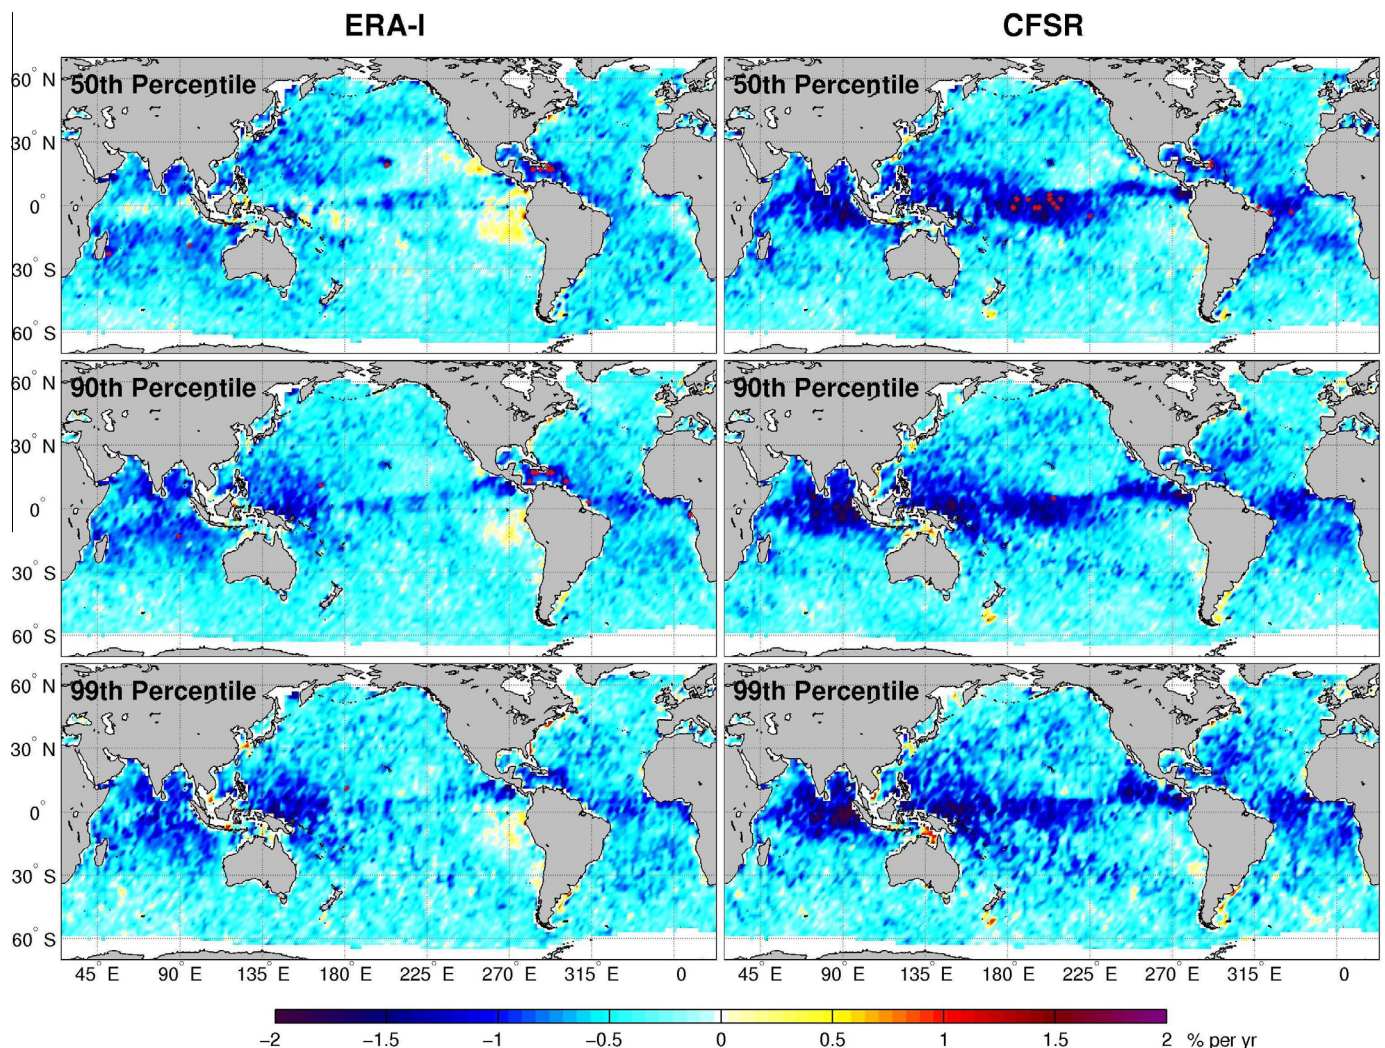 ERA-I CFSR
50th Percentile 50th Percentile
60° N
30° N
0°
30° S
60° S
90th Percentile 90th Percentile
60° N
30° N
0°
30° S
60° S
99th Percentile 99th Percentile
60° N
30° N
0°
30° S
60° S
45° E 90° E 135° E 180° E 225° E 270° E 315° E 0° 45° E 90° E 135° E 180° E 225° E 270° E 315° E 0°
−2 −1.5 −1 −0.5 0 0.5 1 1.5 2 % per yr